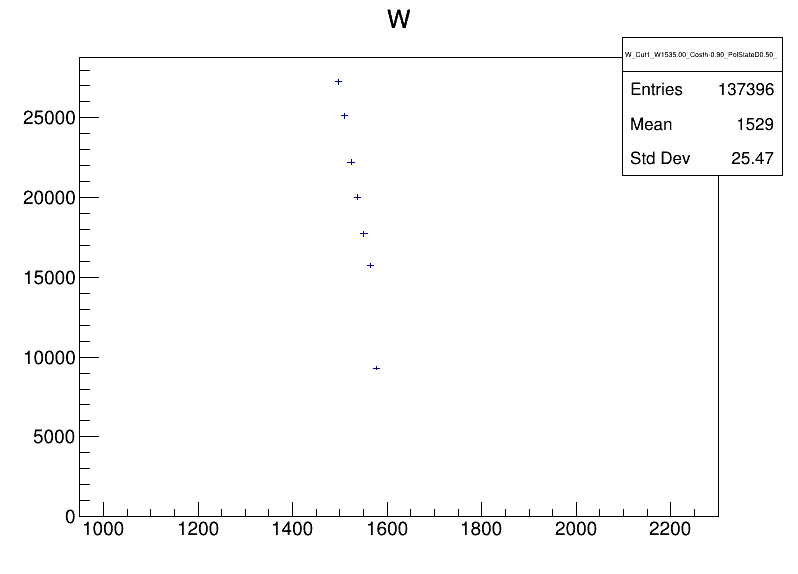 W
W_Cut1_W1535.00_Costh-0.90_PolStateD0.50_
Entries 137396
Mean 1529
Std Dev 25.47
25000
20000
15000
10000
5000
0
1000 1200 1400 1600 1800 2000 2200